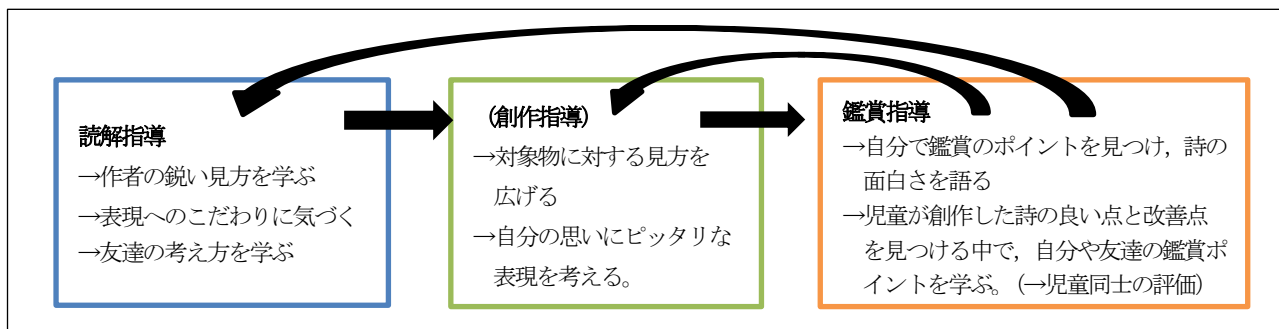 読解指導
→作者の鋭い見方を学ぶ
→表現へのこだわりに気づく
→友達の考え方を学ぶ
(創作指導)
→対象物に対する見方を
広げる
→自分の思いにピッタリな
表現を考える。
鑑賞指導
→自分で鑑賞のポイントを見つけ，詩の
面白さを語る
→児童が創作した詩の良い点と改善点
を見つける中で，自分や友達の鑑賞ポ
イントを学ぶ。(→児童同士の評価)